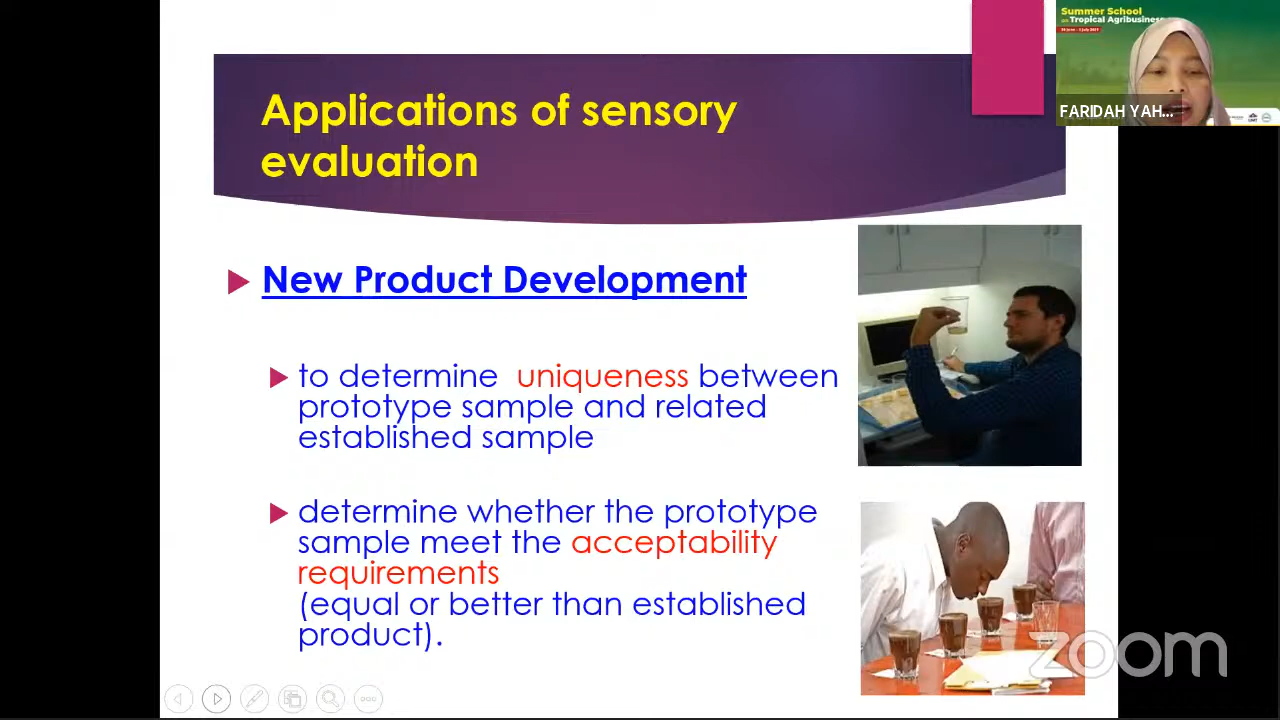 Summer School
on Tropical Agribusiness
FARIDAH YAH...
Applications of sensory
evaluation
New Product Development
to determine  uniqueness between
prototype sample and related
established sample
determine whether the prototype
sample meet the acceptability
requirements
(equal or better than established
product).
zoom